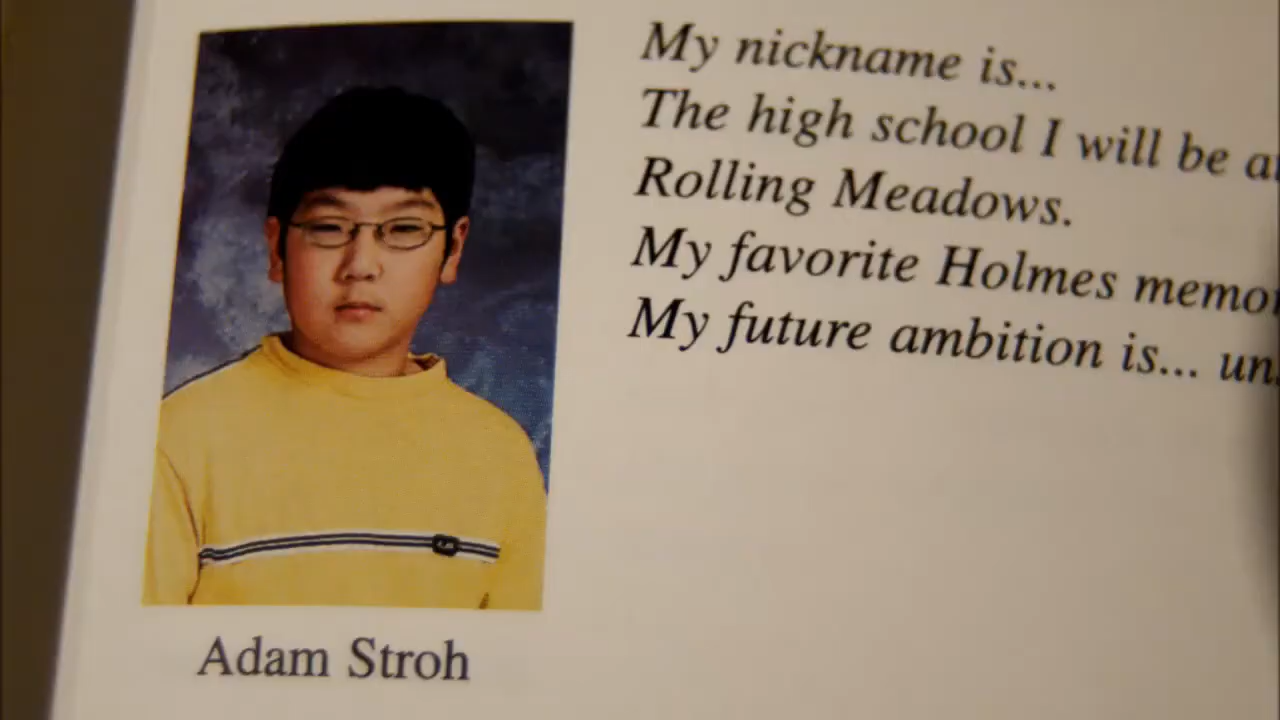 My nickname is...
The high school I will be
Rolling Meadows.
My favorite Holmes
My future ambition is...
Adam Stroh